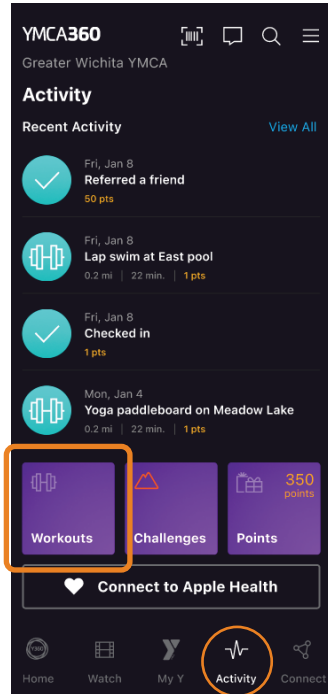 YMCA360
Greater Wichita YMCA
Activity
Recent Activity View All
Fri, Jan 8
Referred a friend
50 pts
Fri, Jan 8
Lap swim at East pool
0.2 mi | 22 min. | 1 pts
Fri, Jan 8
Checked in
1 pts
Mon, Jan 4
Yoga paddleboard on Meadow Lake
0.2 mi | 22 min. | 1 pts
350
points
Workouts Challenges Points
Connect to Apple Health
Y360
Home Watch My Y Activity Connect